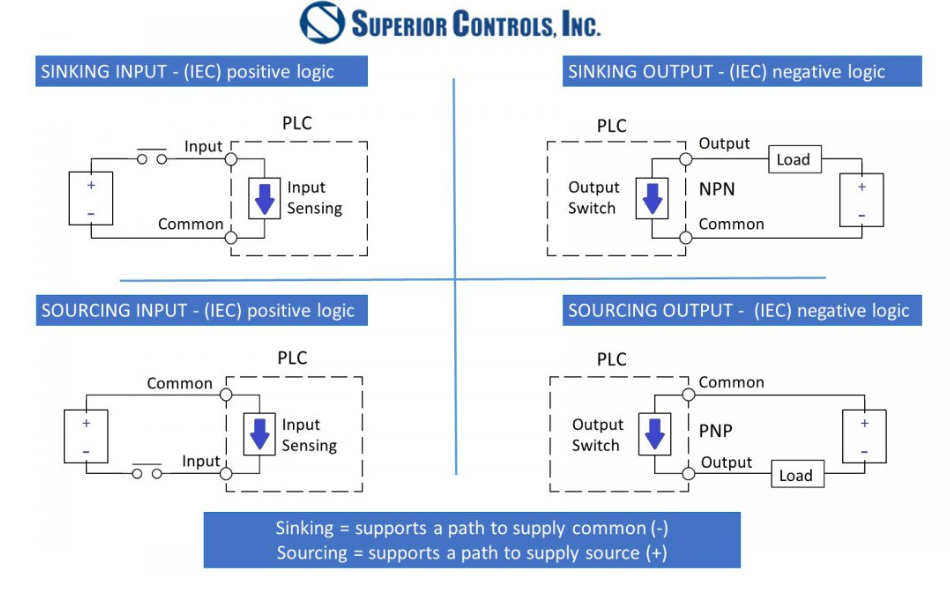 SUPERIOR CONTROLS, INC.
SINKING INPUT - (IEC) positive logic
SINKING OUTPUT - (IEC) negative logic
PLC
Input
+
-
Input
Sensing
Common
PLC
Output
Load
Output
Switch
NPN
+
-
Common
SOURCING INPUT - (IEC) positive logic
SOURCING OUTPUT - (IEC) negative logic
PLC
Common
+
-
Input
Sensing
Input
PLC
Common
Output
Switch
PNP
+
-
Output
Load
Sinking = supports a path to supply common (-)
Sourcing = supports a path to supply source (+)